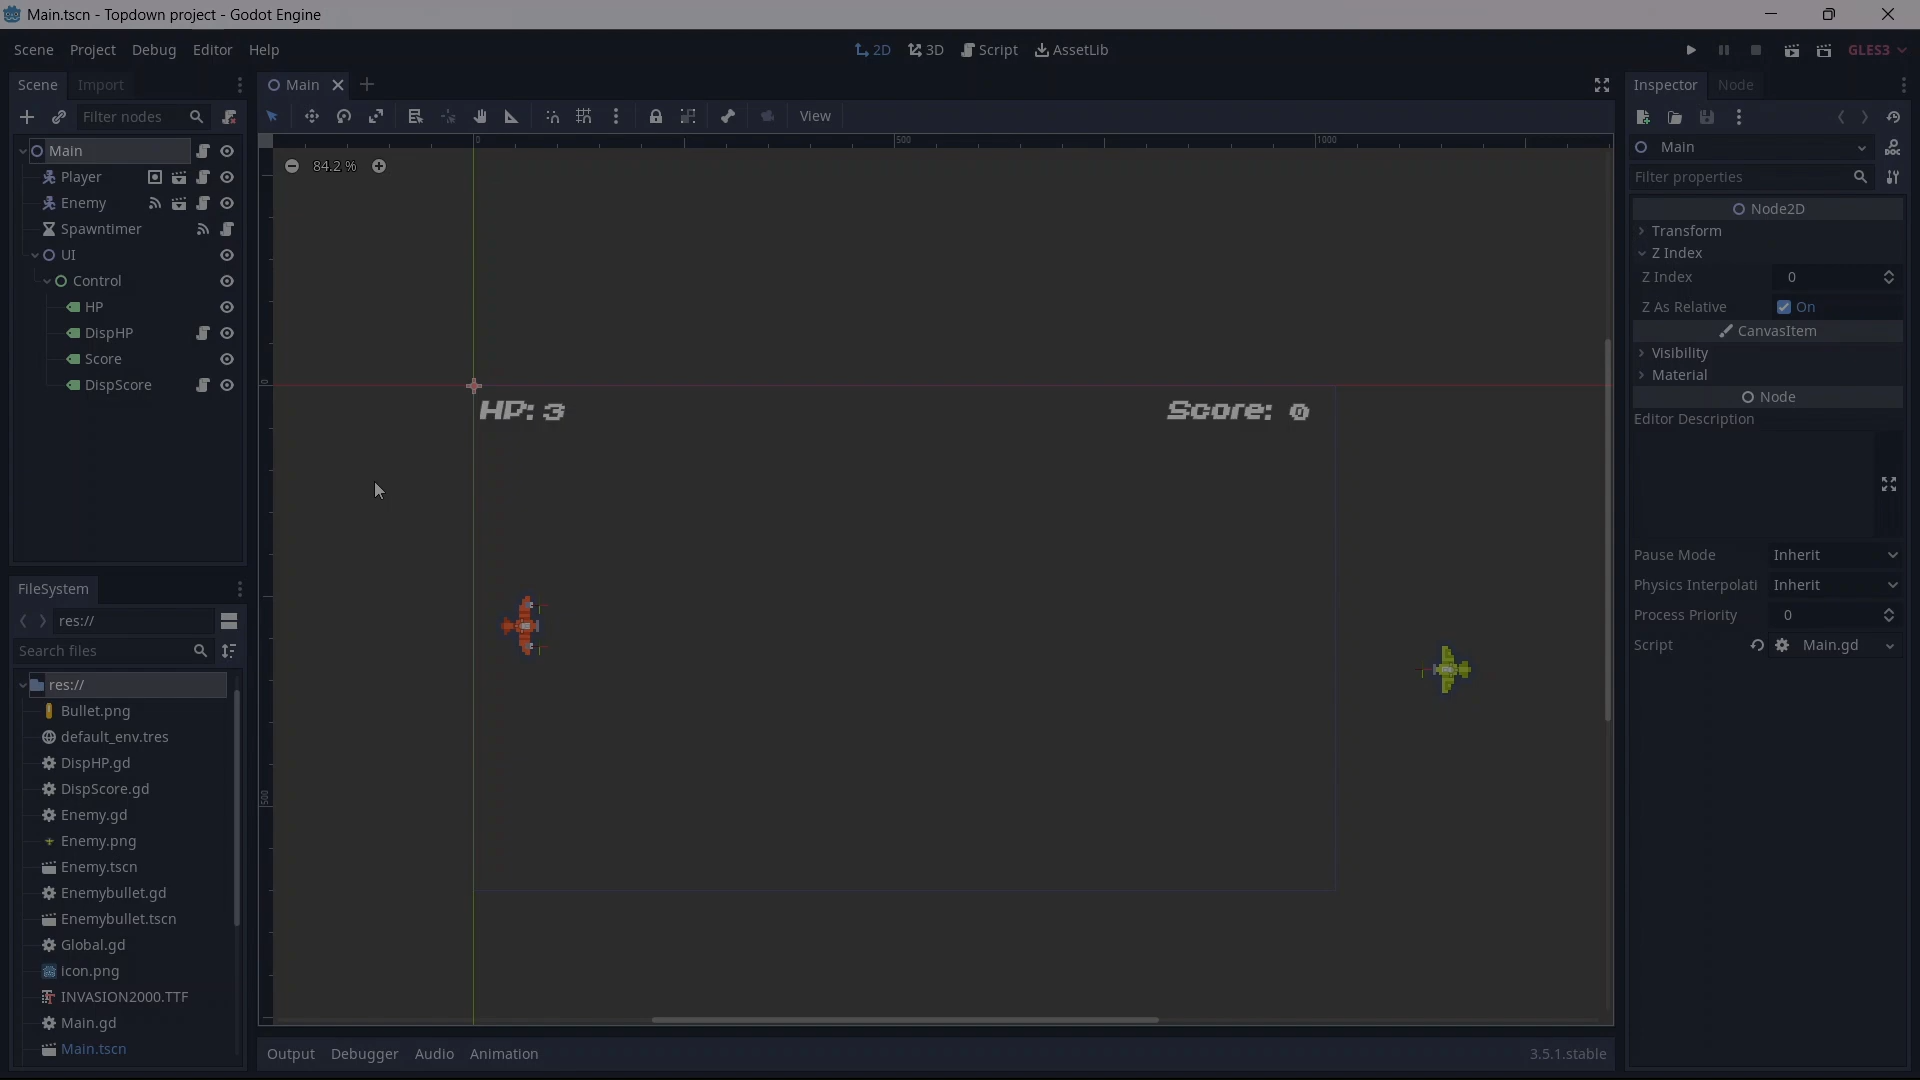 Main.tscn - Topdown project - Godot Engine
Scene Project Debug Editor Help
2D 3D Script AssetLib
GLES3
Scene Import
Filter nodes
Main
Player
Enemy
Spawntimer
UI
Control
HP
DispHP
Score
DispScore
FileSystem
res://
Search files
res://
Bullet.png
default_env.tres
DispHP.gd
DispScore.gd
Enemy.gd
Enemy.png
Enemy.tscn
Enemybullet.gd
Enemybullet.tscn
Global.gd
icon.png
INVASION2000.TTF
Main.gd
Main.tscn
Main
View
0 500 1000
84.2 %
0
500
HP: 3
Score: 0
Output Debugger Audio Animation
3.5.1.stable
Inspector Node
Main
Filter properties
Node2D
Transform
Z Index
Z Index 0
Z As Relative On
CanvasItem
Visibility
Material
Node
Editor Description
Pause Mode Inherit
Physics Interpolati Inherit
Process Priority 0
Script Main.gd